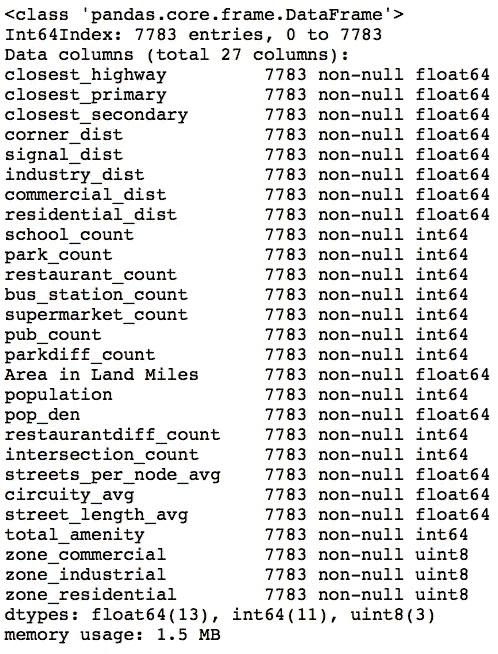 <class 'pandas.core.frame.DataFrame'>
Int64Index: 7783 entries, 0 to 7783
Data columns (total 27 columns):
closest_highway 7783 non-null float64
closest_primary 7783 non-null float64
closest_secondary 7783 non-null float64
corner_dist 7783 non-null float64
signal_dist 7783 non-null float64
industry_dist 7783 non-null float64
commercial_dist 7783 non-null float64
residential_dist 7783 non-null float64
school_count 7783 non-null int64
park_count 7783 non-null int64
restaurant_count 7783 non-null int64
bus_station_count 7783 non-null int64
supermarket_count 7783 non-null int64
pub_count 7783 non-null int64
parkdiff_count 7783 non-null int64
Area in Land Miles 7783 non-null float64
population 7783 non-null int64
pop_den 7783 non-null float64
restaurantdiff_count 7783 non-null int64
intersection_count 7783 non-null int64
streets_per_node_avg 7783 non-null float64
circuity_avg 7783 non-null float64
street_length_avg 7783 non-null float64
total_amenity 7783 non-null int64
zone_commercial 7783 non-null uint8
zone_industrial 7783 non-null uint8
zone_residential 7783 non-null uint8
dtypes: float64(13), int64(11), uint8(3)
memory usage: 1.5 MB